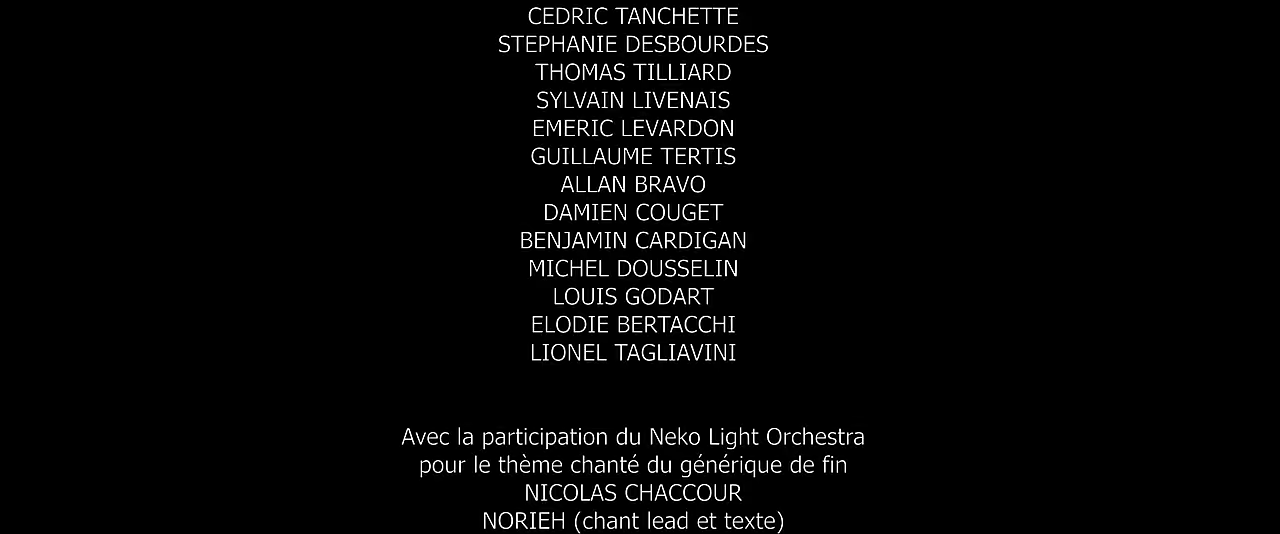 CEDRIC TANCHETTE
STEPHANIE DESBOURDES
THOMAS TILLIARD
SYLVAIN LIVENAIS
EMERIC LEVARDON
GUILLAUME TERTIS
ALLAN BRAVO
DAMIEN COUGET
BENJAMIN CARDIGAN
MICHEL DOUSSELIN
LOUIS GODART
ELODIE BERTACCHI
LIONEL TAGLIAVINI
Avec la participation du Neko Light Orchestra
pour le thème chanté du générique de fin
NICOLAS CHACCOUR
NORIEH (chant lead et texte)